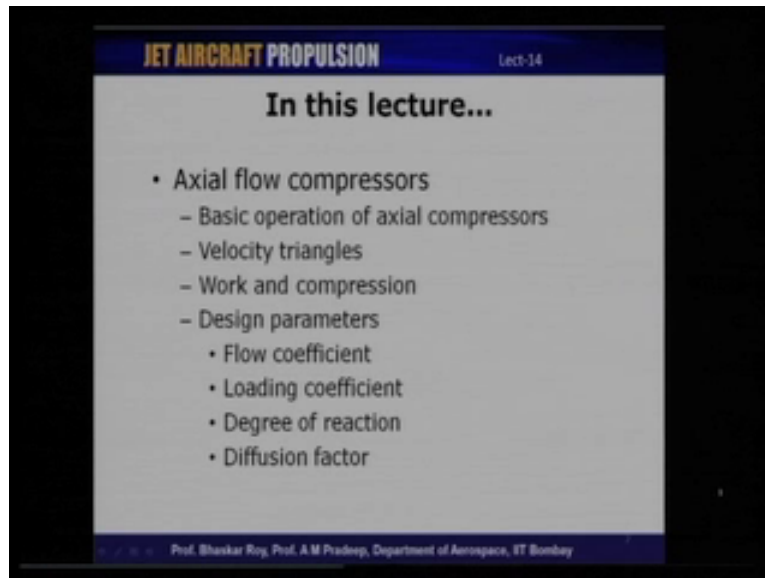 JET AIRCRAFT PROPULSION Lect-14
In this lecture...
• Axial flow compressors
– Basic operation of axial compressors
– Velocity triangles
– Work and compression
– Design parameters
• Flow coefficient
• Loading coefficient
• Degree of reaction
• Diffusion factor
Prof. Bhaskar Roy, Prof. A M Pradeep, Department of Aerospace, IIT Bombay